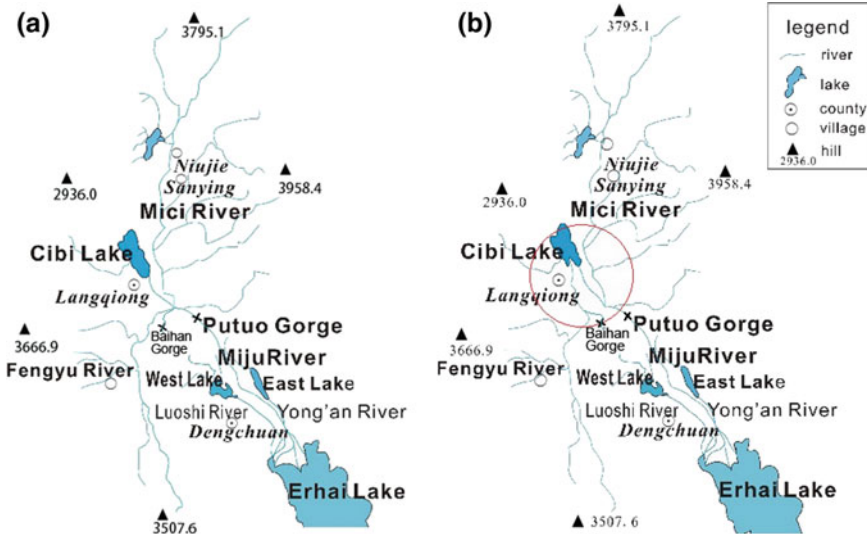 (a)
3795.1
Niujie
Sanying
2936.0
3958.4
Mici River
Cibi Lake
Langqiong
Putuo Gorge
Baihan
Gorge
3666.9
MijuRiver
Fengyu River
West Lake
East Lake
Luoshi River
Yong'an River
Dengchuan
Erhai Lake
3507.6
(b)
3795.1
Niujie
Sanying
2936.0
3958.4
Mici River
Cibi Lake
Langqiong
Putuo Gorge
Baihan
Gorge
3666.9
MijuRiver
Fengyu River
West Lake
East Lake
Luoshi River
Yong'an River
Dengchuan
Erhai Lake
3507. 6
legend
river
lake
county
village
hill
2936.0